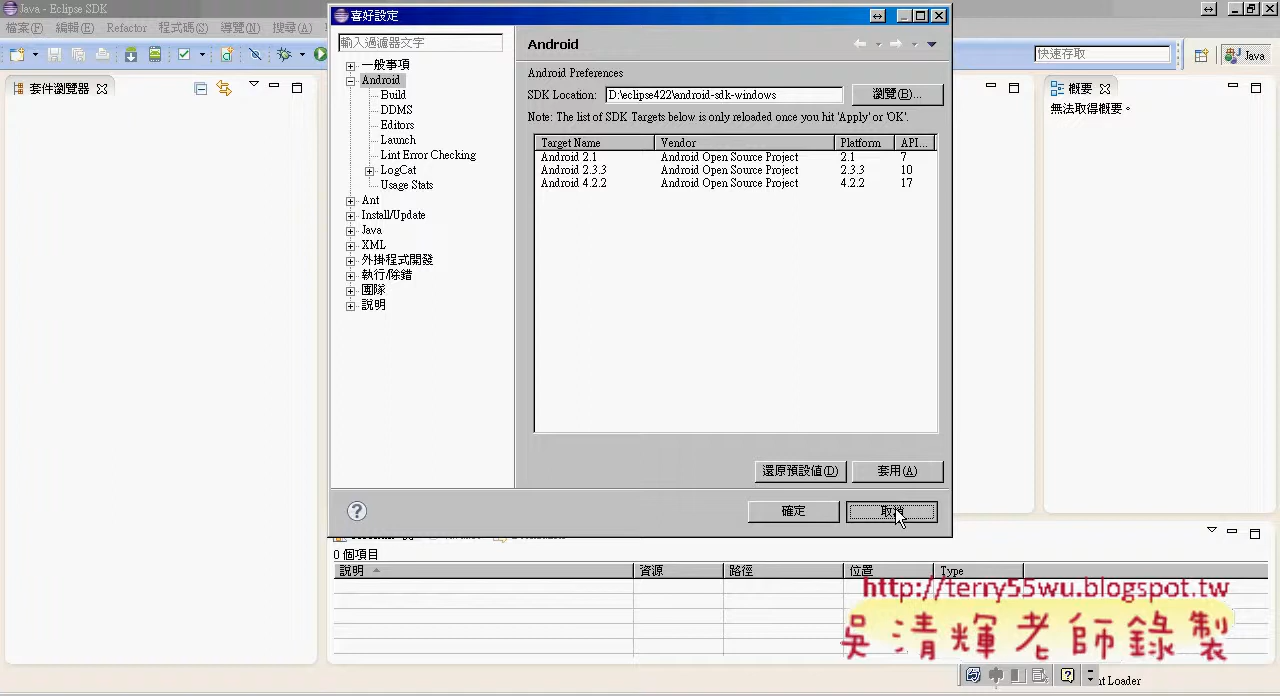 Java - Eclipse SDK
檔案(F) 編輯(E) Refactor 程式碼(S) 導覽(N) 搜尋(A)
快速存取
Java
套件瀏覽器
概要
無法取得概要。
喜好設定
輸入過濾器文字
一般事項
Android
Build
DDMS
Editors
Launch
Lint Error Checking
LogCat
Usage Stats
Ant
Install/Update
Java
XML
外掛程式開發
執行/除錯
團隊
說明
Android
Android Preferences
SDK Location: D:\eclipse422\android-sdk-windows 瀏覽(B)...
Note: The list of SDK Targets below is only reloaded once you hit 'Apply' or 'OK'.
Target Name Vendor Platform API...
Android 2.1 Android Open Source Project 2.1 7
Android 2.3.3 Android Open Source Project 2.3.3 10
Android 4.2.2 Android Open Source Project 4.2.2 17
還原預設值(D) 套用(A)
確定
0 個項目
說明 資源 路徑 位置 Type
http://terry55wu.blogspot.tw
吳清輝老師錄製
nt Loader